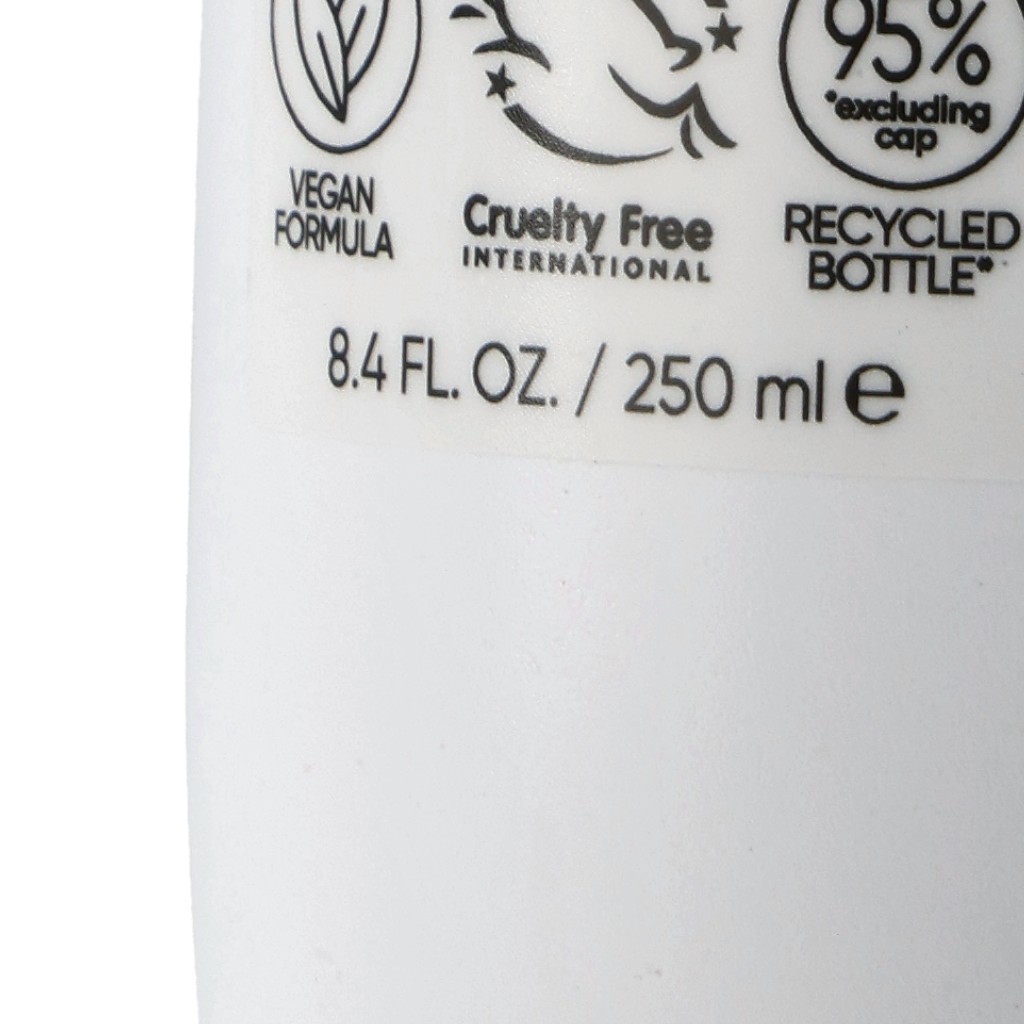 VEGAN
FORMULA
Cruelty Free
INTERNATIONAL
95%
*excluding
cap
RECYCLED
BOTTLE*
8.4 FL. OZ. / 250 ml e